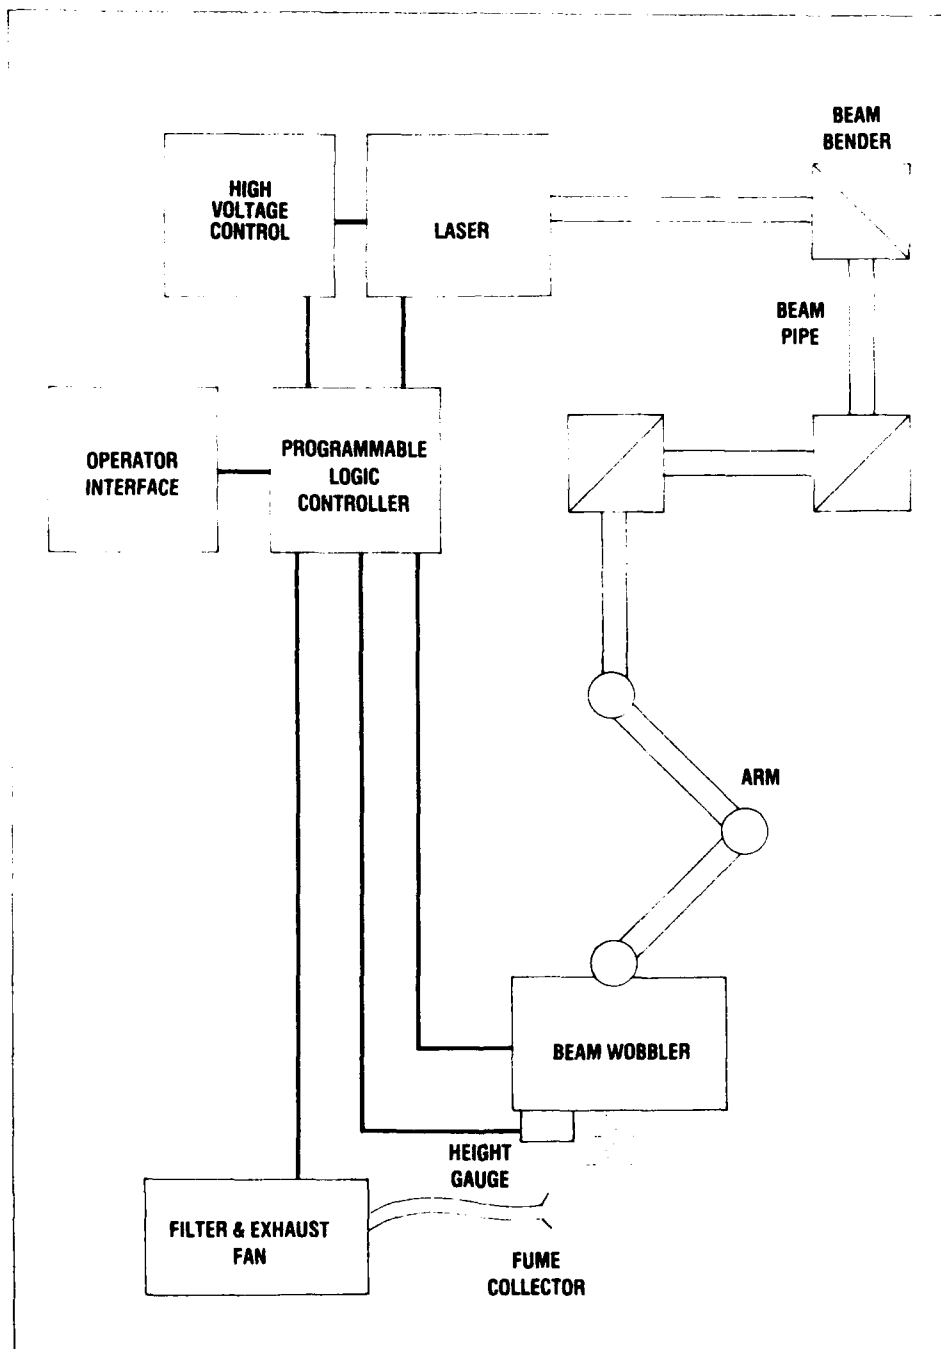 BEAM
BENDER
HIGH
VOLTAGE
CONTROL
LASER
BEAM
PIPE
OPERATOR
INTERFACE
PROGRAMMABLE
LOGIC
CONTROLLER
ARM
BEAM WOBBLER
HEIGHT
GAUGE
FILTER & EXHAUST
FAN
FUME
COLLECTOR